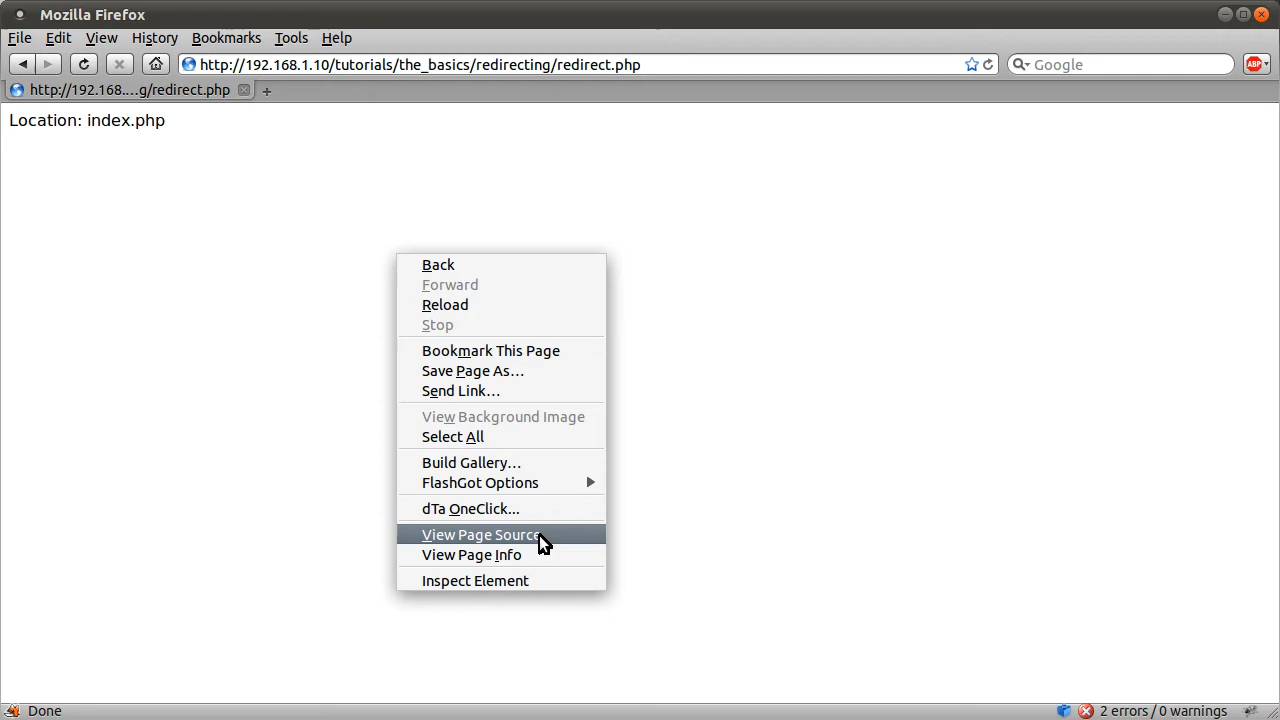 Mozilla Firefox
File Edit View History Bookmarks Tools Help
http://192.168.1.10/tutorials/the_basics/redirecting/redirect.php Google ABP
http://192.168....g/redirect.php
Location: index.php
Back
Forward
Reload
Stop
Bookmark This Page
Save Page As...
Send Link...
View Background Image
Select All
Build Gallery...
FlashGot Options
dTa OneClick...
View Page Source
View Page Info
Inspect Element
Done 2 errors / 0 warnings